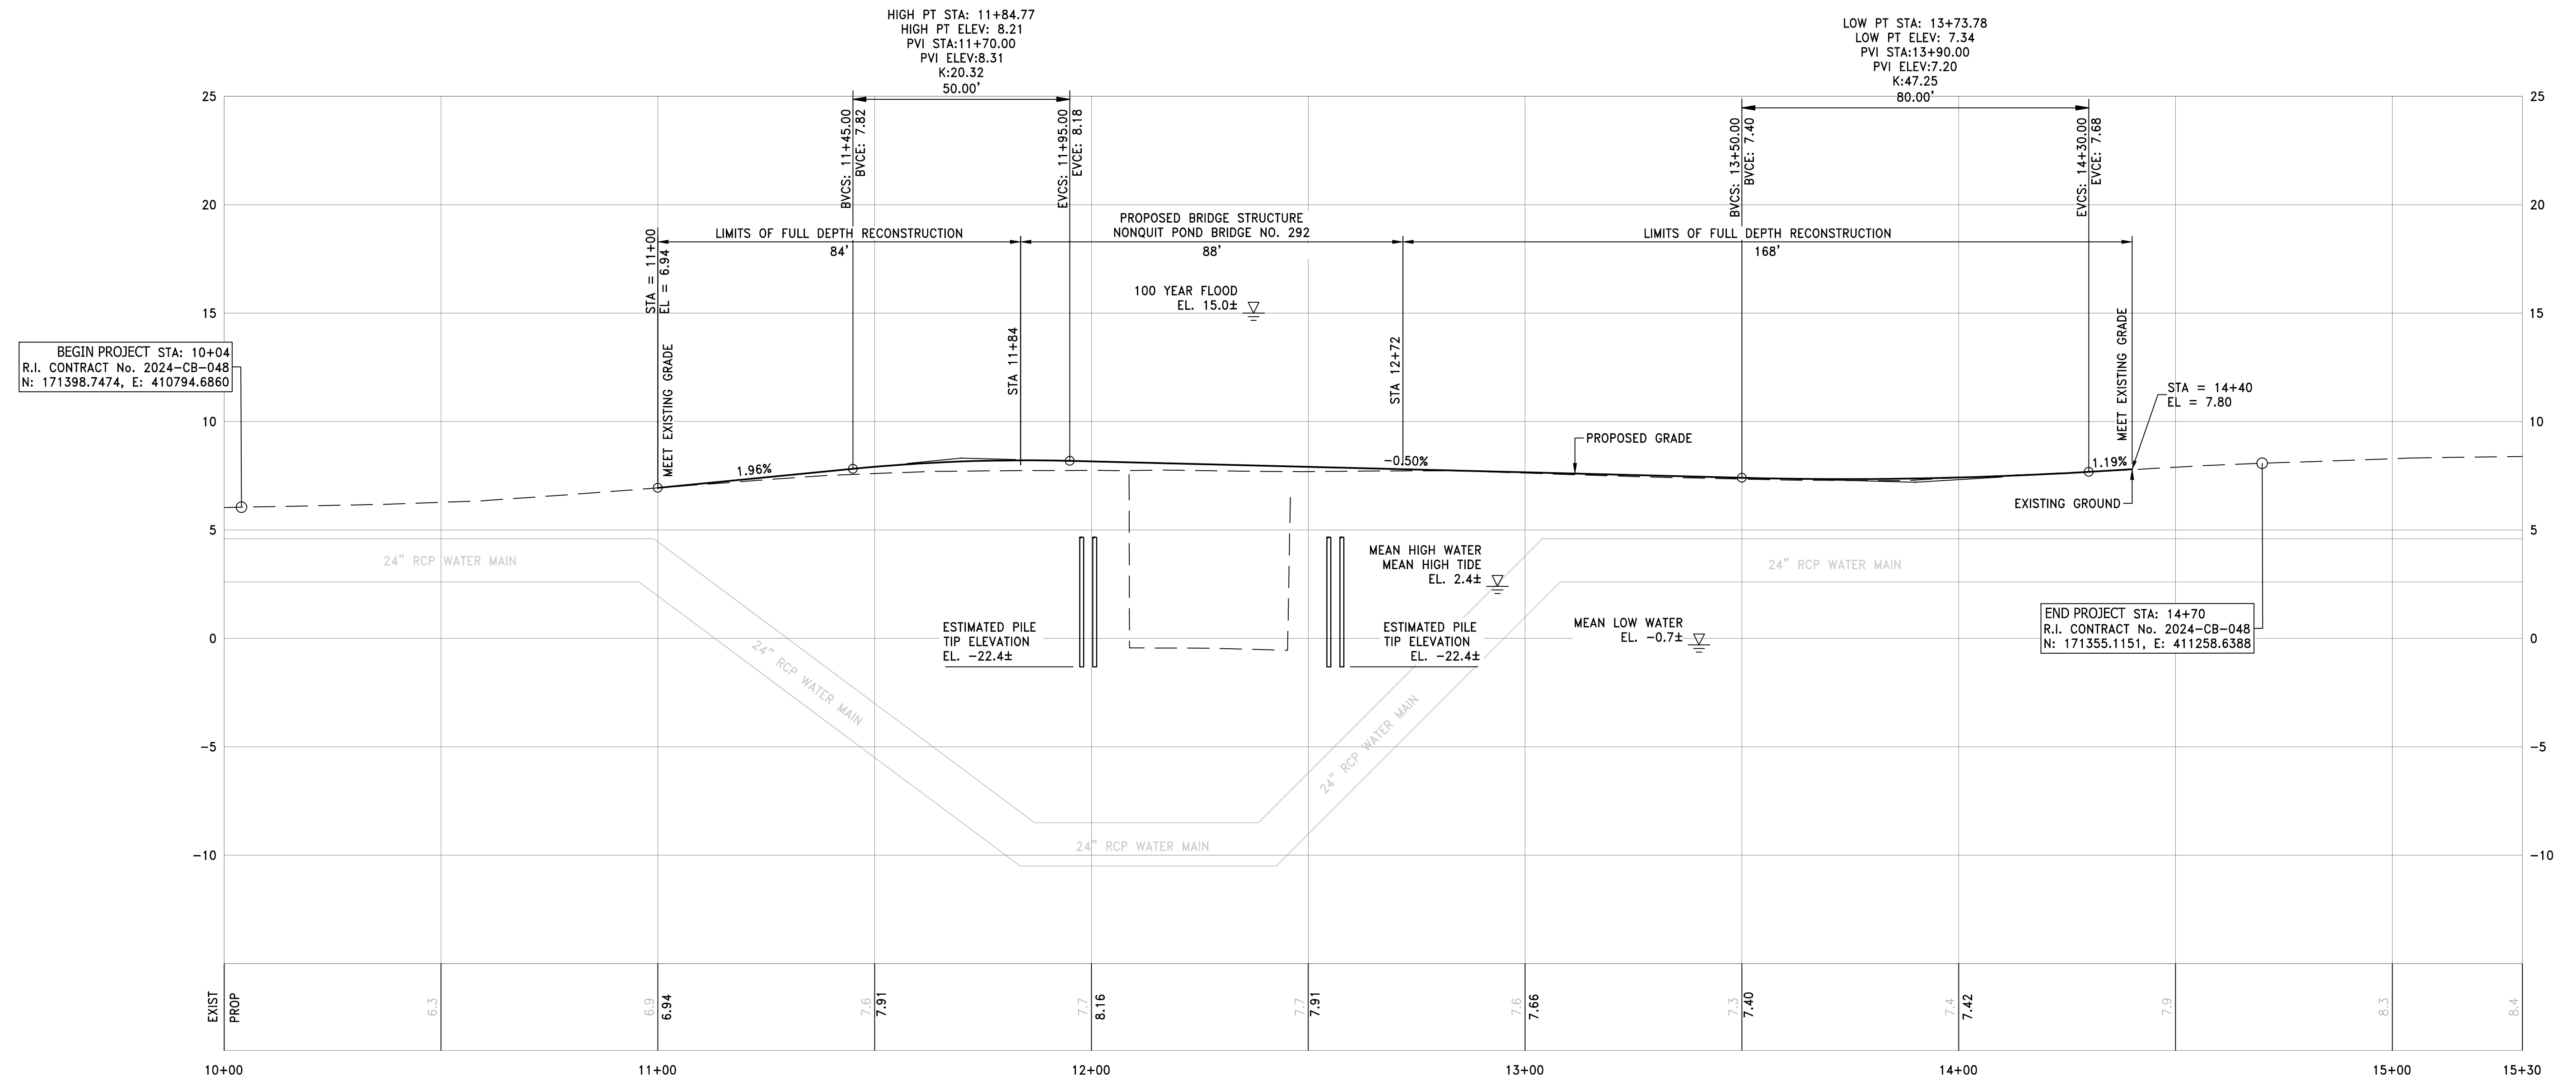 HIGH PT STA: 11+84.77
HIGH PT ELEV: 8.21
PVI STA:11+70.00
PVI ELEV:8.31
K:20.32
50.00'
LOW PT STA: 13+73.78
LOW PT ELEV: 7.34
PVI STA:13+90.00
PVI ELEV:7.20
K:47.25
80.00'
25
25
BVCS: 11+45.00
BVCE: 7.82
EVCS: 11+95.00
EVCE: 8.18
BVCS: 13+50.00
BVCE: 7.40
EVCS: 14+30.00
EVCE: 7.68
20
20
LIMITS OF FULL DEPTH RECONSTRUCTION
84'
PROPOSED BRIDGE STRUCTURE
NONQUIT POND BRIDGE NO. 292
88'
LIMITS OF FULL DEPTH RECONSTRUCTION
168'
STA = 11+00
EL = 6.94
MEET EXISTING GRADE
100 YEAR FLOOD
EL. 15.0±
15
15
STA 11+84
STA 12+72
MEET EXISTING GRADE
BEGIN PROJECT STA: 10+04
R.I. CONTRACT No. 2024-CB-048
N: 171398.7474, E: 410794.6860
STA = 14+40
EL = 7.80
10
10
PROPOSED GRADE
1.96%
-0.50%
1.19%
EXISTING GROUND
5
5
24" RCP WATER MAIN
MEAN HIGH WATER
MEAN HIGH TIDE
EL. 2.4±
24" RCP WATER MAIN
ESTIMATED PILE
TIP ELEVATION
EL. -22.4±
ESTIMATED PILE
TIP ELEVATION
EL. -22.4±
MEAN LOW WATER
EL. -0.7±
END PROJECT STA: 14+70
R.I. CONTRACT No. 2024-CB-048
N: 171355.1151, E: 411258.6388
0
0
24" RCP WATER MAIN
24" RCP WATER MAIN
-5
-5
24" RCP WATER MAIN
-10
-10
EXIST
PROP
6.3
6.9
6.94
7.6
7.91
7.7
8.16
7.7
7.91
7.6
7.66
7.3
7.40
7.4
7.42
7.9
8.3
8.4
10+00
11+00
12+00
13+00
14+00
15+00
15+30